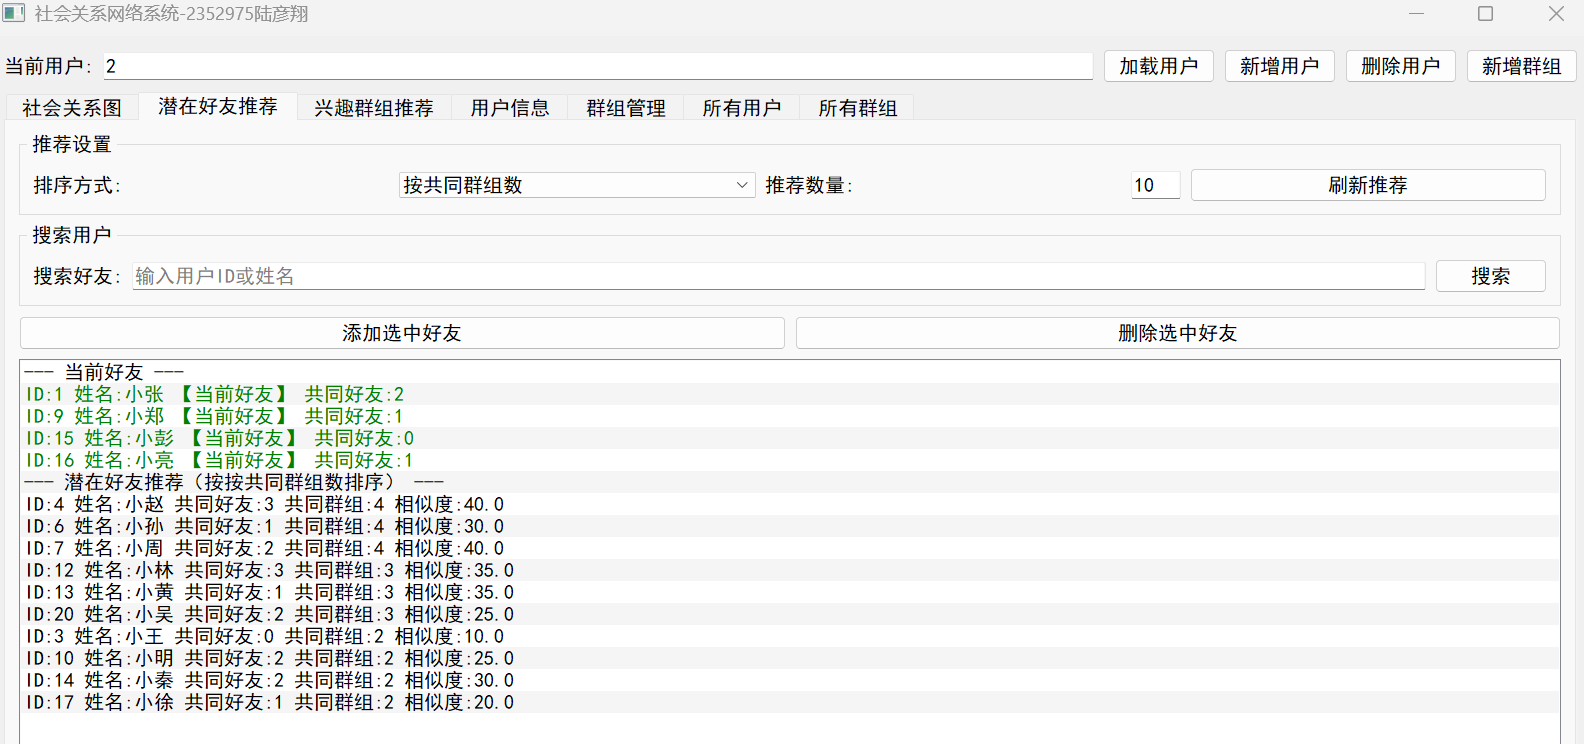 社会关系网络系统-2352975陆彦翔
当前用户: 2 加载用户 新增用户 删除用户 新增群组
社会关系图 潜在好友推荐 兴趣群组推荐 用户信息 群组管理 所有用户 所有群组
推荐设置
排序方式: 按共同群组数 推荐数量: 10 刷新推荐
搜索用户
搜索好友: 输入用户ID或姓名 搜索
添加选中好友 删除选中好友
--- 当前好友 ---
ID:1 姓名:小张 【当前好友】 共同好友:2
ID:9 姓名:小郑 【当前好友】 共同好友:1
ID:15 姓名:小彭 【当前好友】 共同好友:0
ID:16 姓名:小亮 【当前好友】 共同好友:1
--- 潜在好友推荐（按按共同群组数排序） ---
ID:4 姓名:小赵 共同好友:3 共同群组:4 相似度:40.0
ID:6 姓名:小孙 共同好友:1 共同群组:4 相似度:30.0
ID:7 姓名:小周 共同好友:2 共同群组:4 相似度:40.0
ID:12 姓名:小林 共同好友:3 共同群组:3 相似度:35.0
ID:13 姓名:小黄 共同好友:1 共同群组:3 相似度:35.0
ID:20 姓名:小吴 共同好友:2 共同群组:3 相似度:25.0
ID:3 姓名:小王 共同好友:0 共同群组:2 相似度:10.0
ID:10 姓名:小明 共同好友:2 共同群组:2 相似度:25.0
ID:14 姓名:小秦 共同好友:2 共同群组:2 相似度:30.0
ID:17 姓名:小徐 共同好友:1 共同群组:2 相似度:20.0